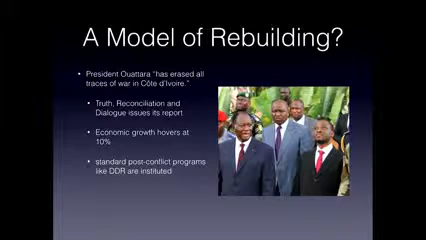 A Model of Rebuilding?
• President Ouattara "has erased all
traces of war in Côte d'Ivoire."
• Truth, Reconciliation and
Dialogue issues its report
• Economic growth hovers at
10%
• standard post-conflict programs
like DDR are instituted